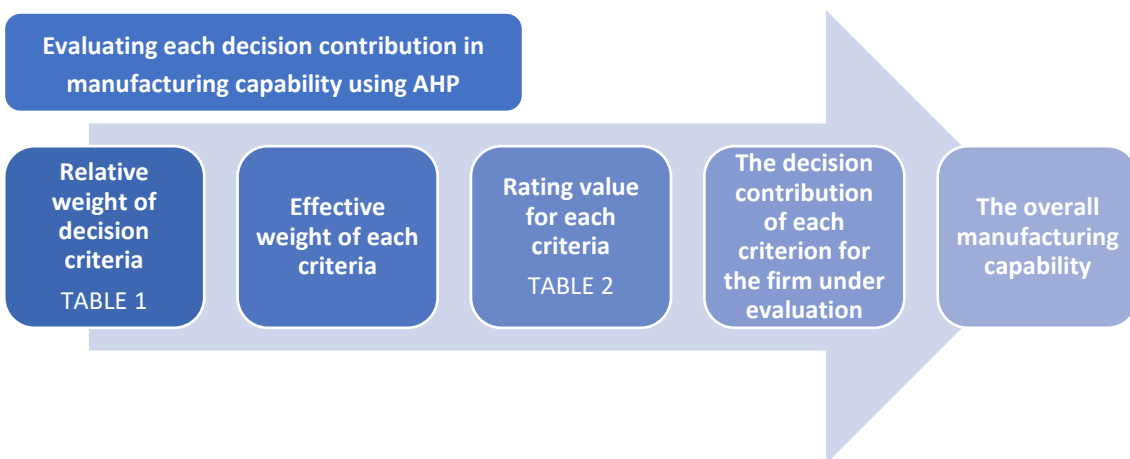 Evaluating each decision contribution in
manufacturing capability using AHP
Relative
weight of
decision
criteria
TABLE 1
Effective
weight of each
criteria
Rating value
for each
criteria
TABLE 2
The decision
contribution
of each
criterion for
the firm under
evaluation
The overall
manufacturing
capability